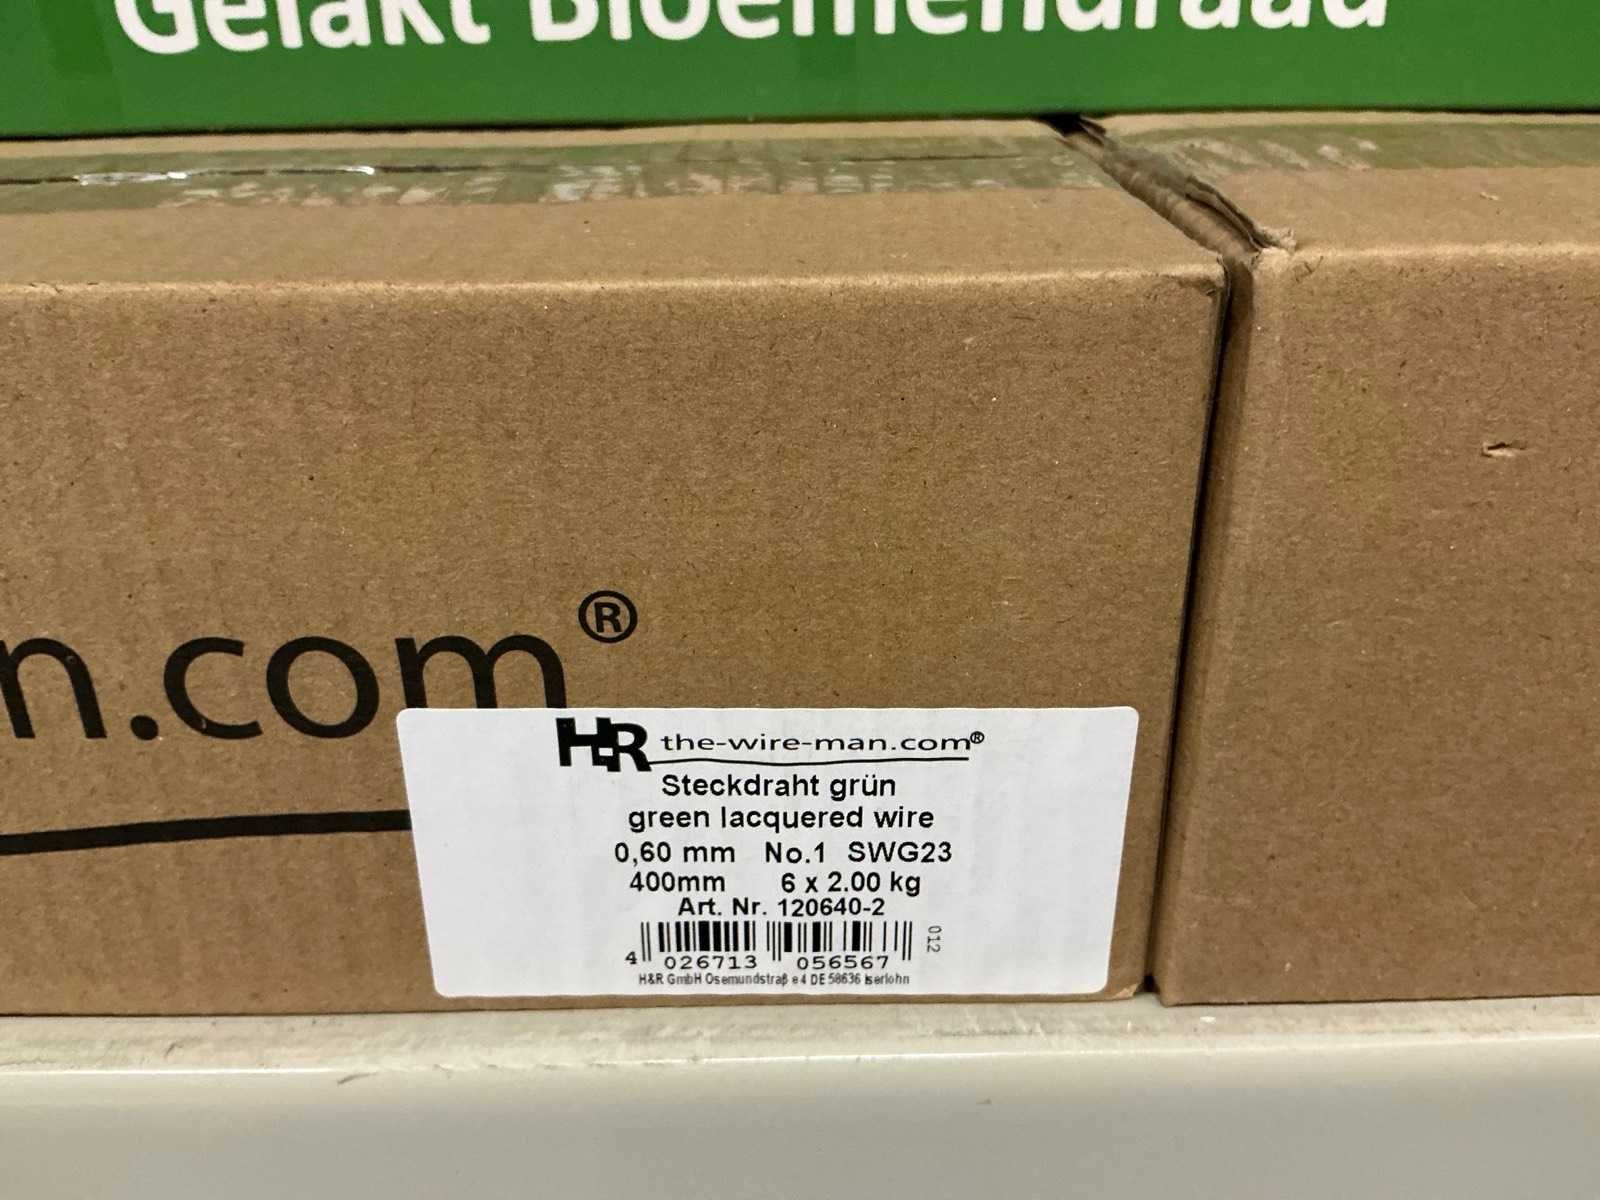 Gelakt Bloemendraad
n.com®
H&R the-wire-man.com®
Steckdraht grün
green lacquered wire
0,60 mm No.1 SWG23
400mm 6 x 2.00 kg
Art. Nr. 120640-2
012
4 026713 056567
H&R GmbH Osemundstraße 4 DE 58636 Iserlohn